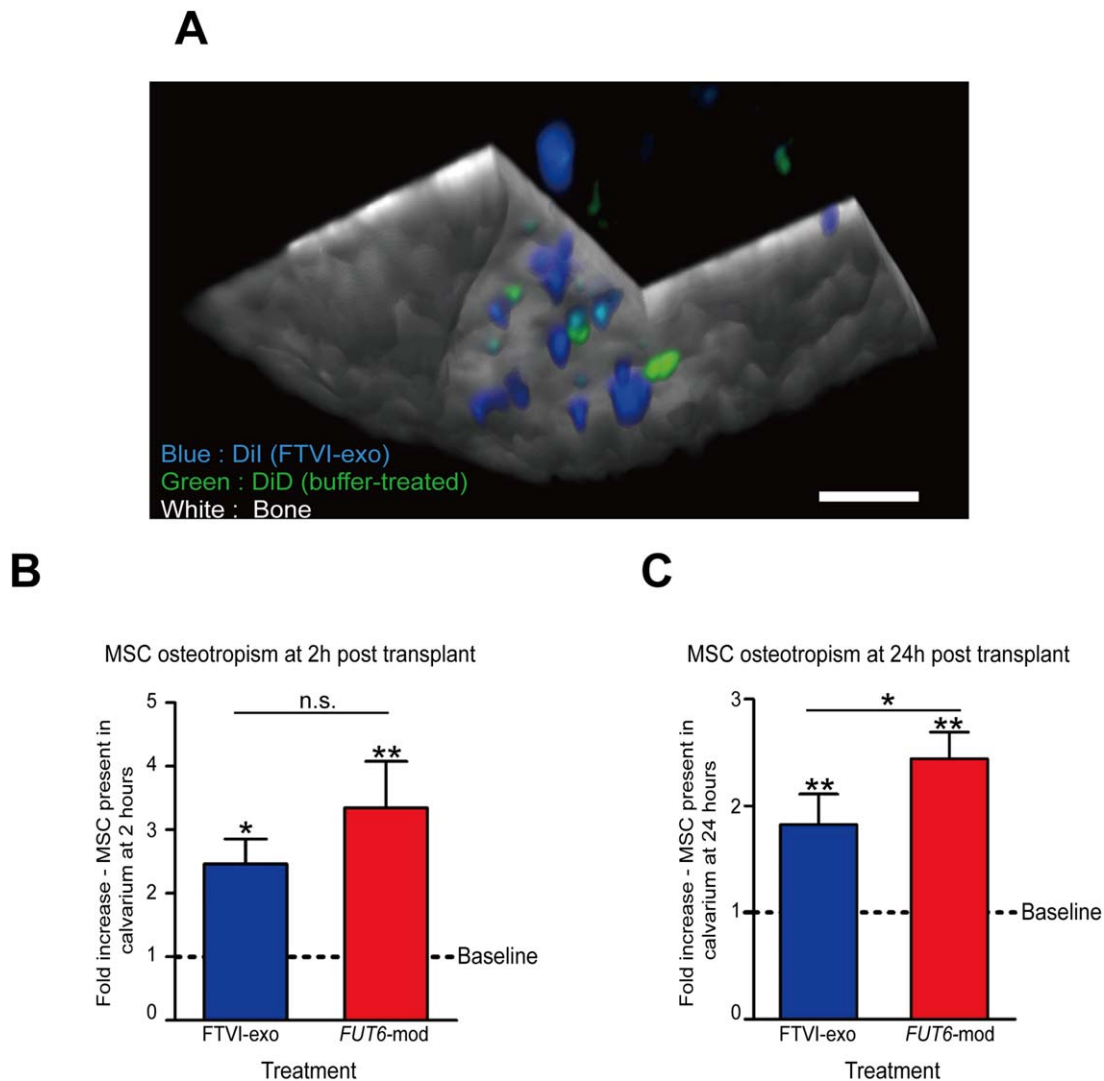 A
Blue : DiI (FTVI-exo)
Green : DiD (buffer-treated)
White : Bone
B
MSC osteotropism at 2h post transplant
Fold increase - MSC present in
calvarium at 2 hours
5
4
3
2
1
0
n.s.
*
**
Baseline
FTVI-exo
FUT6-mod
Treatment
C
MSC osteotropism at 24h post transplant
Fold increase - MSC present in
calvarium at 24 hours
3
2
1
0
*
**
**
Baseline
FTVI-exo
FUT6-mod
Treatment